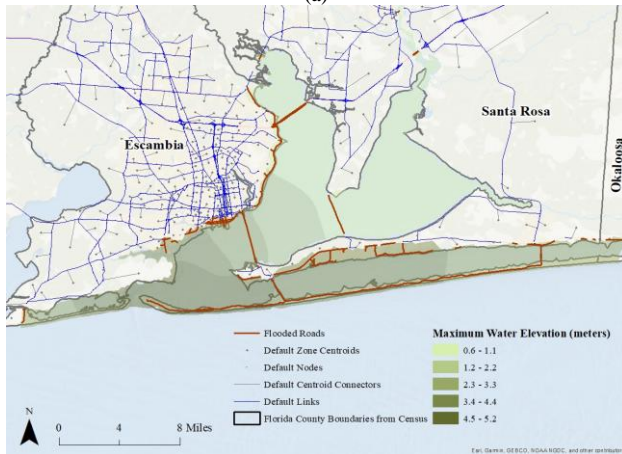 (a)
Santa Rosa
Escambia
Okaloosa
Flooded Roads
Default Zone Centroids
Default Nodes
Default Centroid Connectors
Default Links
Florida County Boundaries from Census
Maximum Water Elevation (meters)
0.6 - 1.1
1.2 - 2.2
2.3 - 3.3
3.4 - 4.4
4.5 - 5.2
N
0 2 4 8 Miles
Esri, Garmin, GEBCO, NOAA NGDC, and other contributors